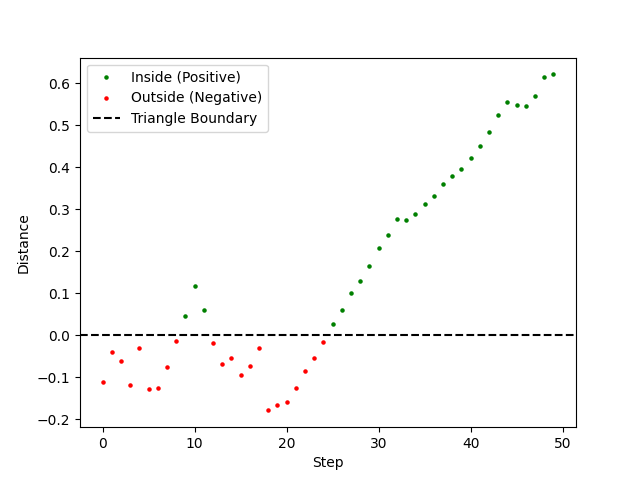 Inside (Positive)
Outside (Negative)
Triangle Boundary
0.6
0.5
0.4
0.3
0.2
0.1
0.0
−0.1
−0.2
Distance
0 10 20 30 40 50
Step